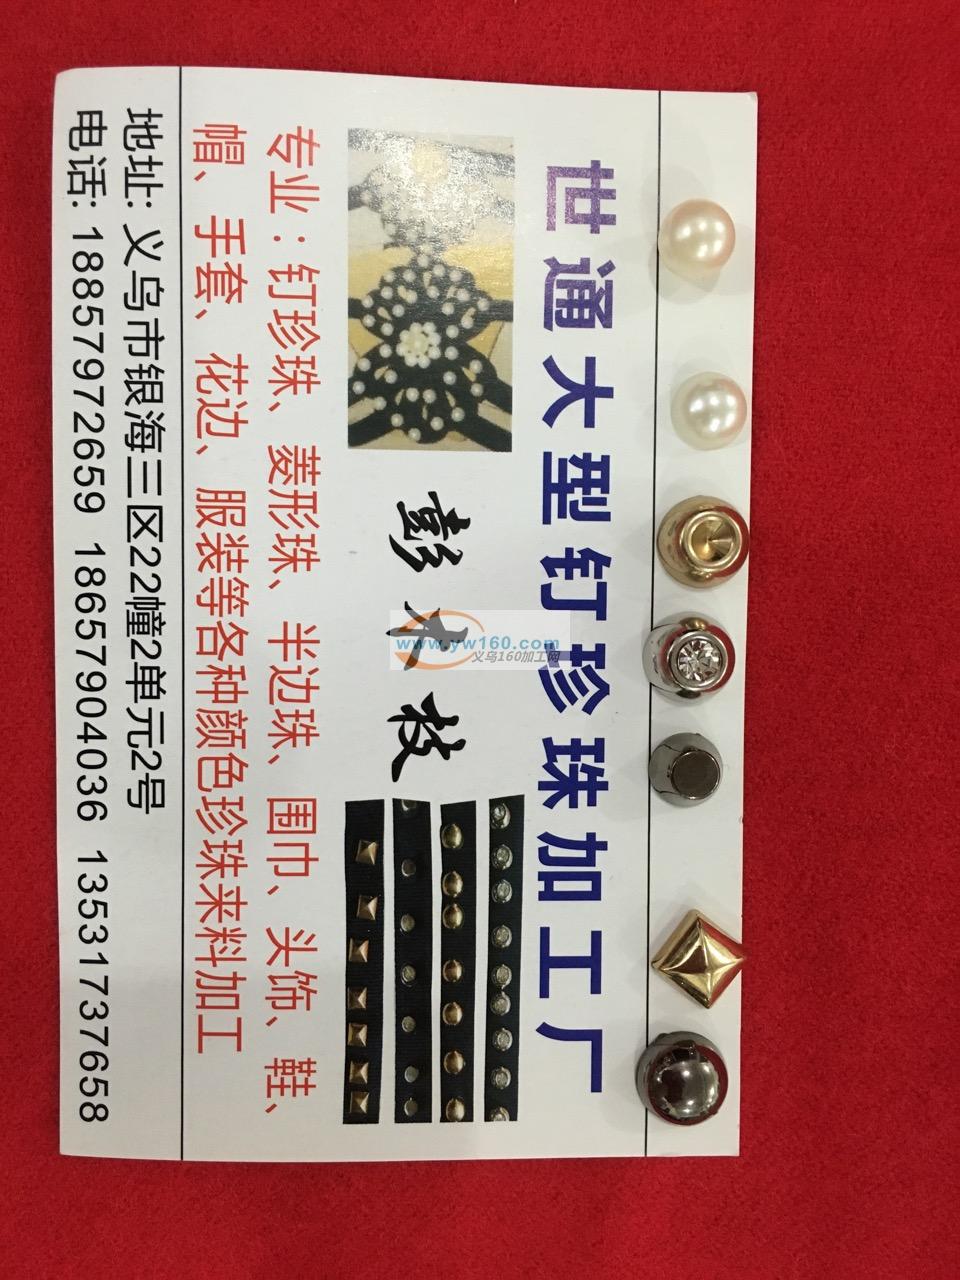 世通大型钉珍珠加工厂
彭大枝
专业：钉珍珠、菱形珠、半边珠、围巾、头饰、鞋、
帽、手套、花边、服装等各种颜色珍珠来料加工
地址: 义乌市银海三区22幢2单元2号
电话: 18857972659 18657904036 13531737658
www.yw160.com
义乌160加工网